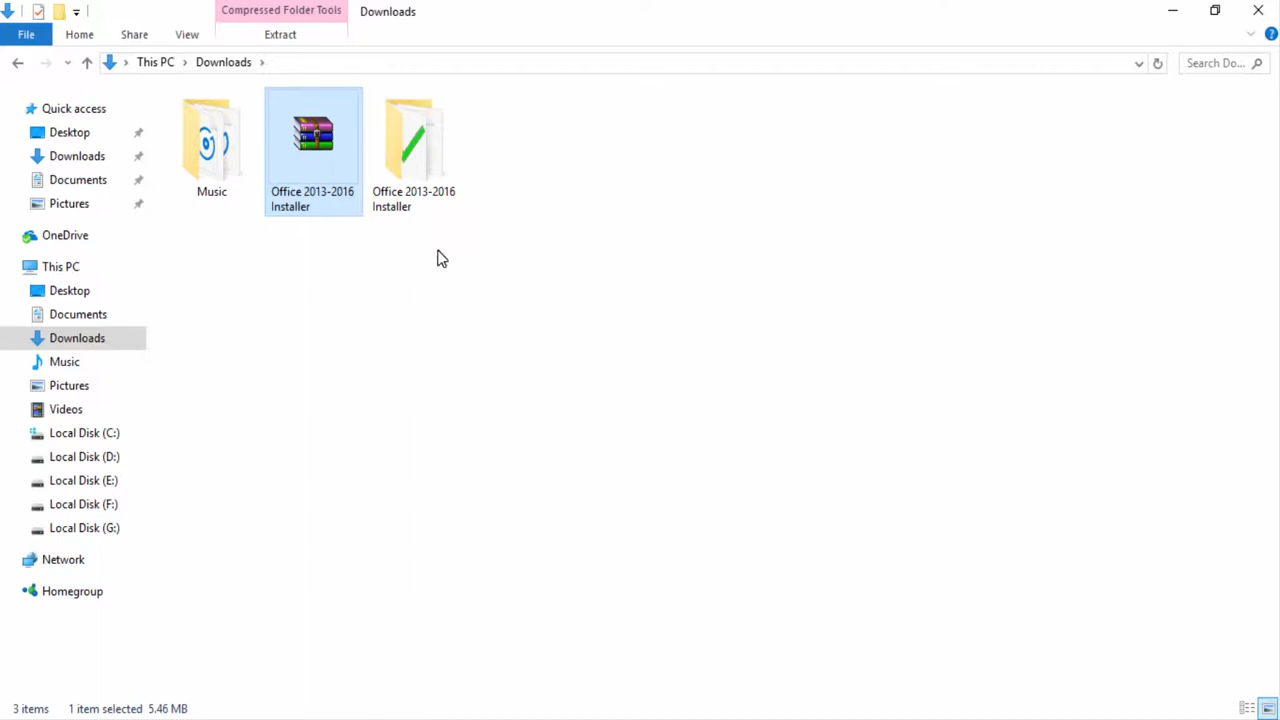 Compressed Folder Tools
Downloads
File
Home
Share
View
Extract
This PC
Downloads
Search Do...
Quick access
Desktop
Downloads
Documents
Pictures
OneDrive
This PC
Desktop
Documents
Downloads
Music
Pictures
Videos
Local Disk (C:)
Local Disk (D:)
Local Disk (E:)
Local Disk (F:)
Local Disk (G:)
Network
Homegroup
Music
Office 2013-2016
Installer
Office 2013-2016
Installer
3 items
1 item selected 5.46 MB